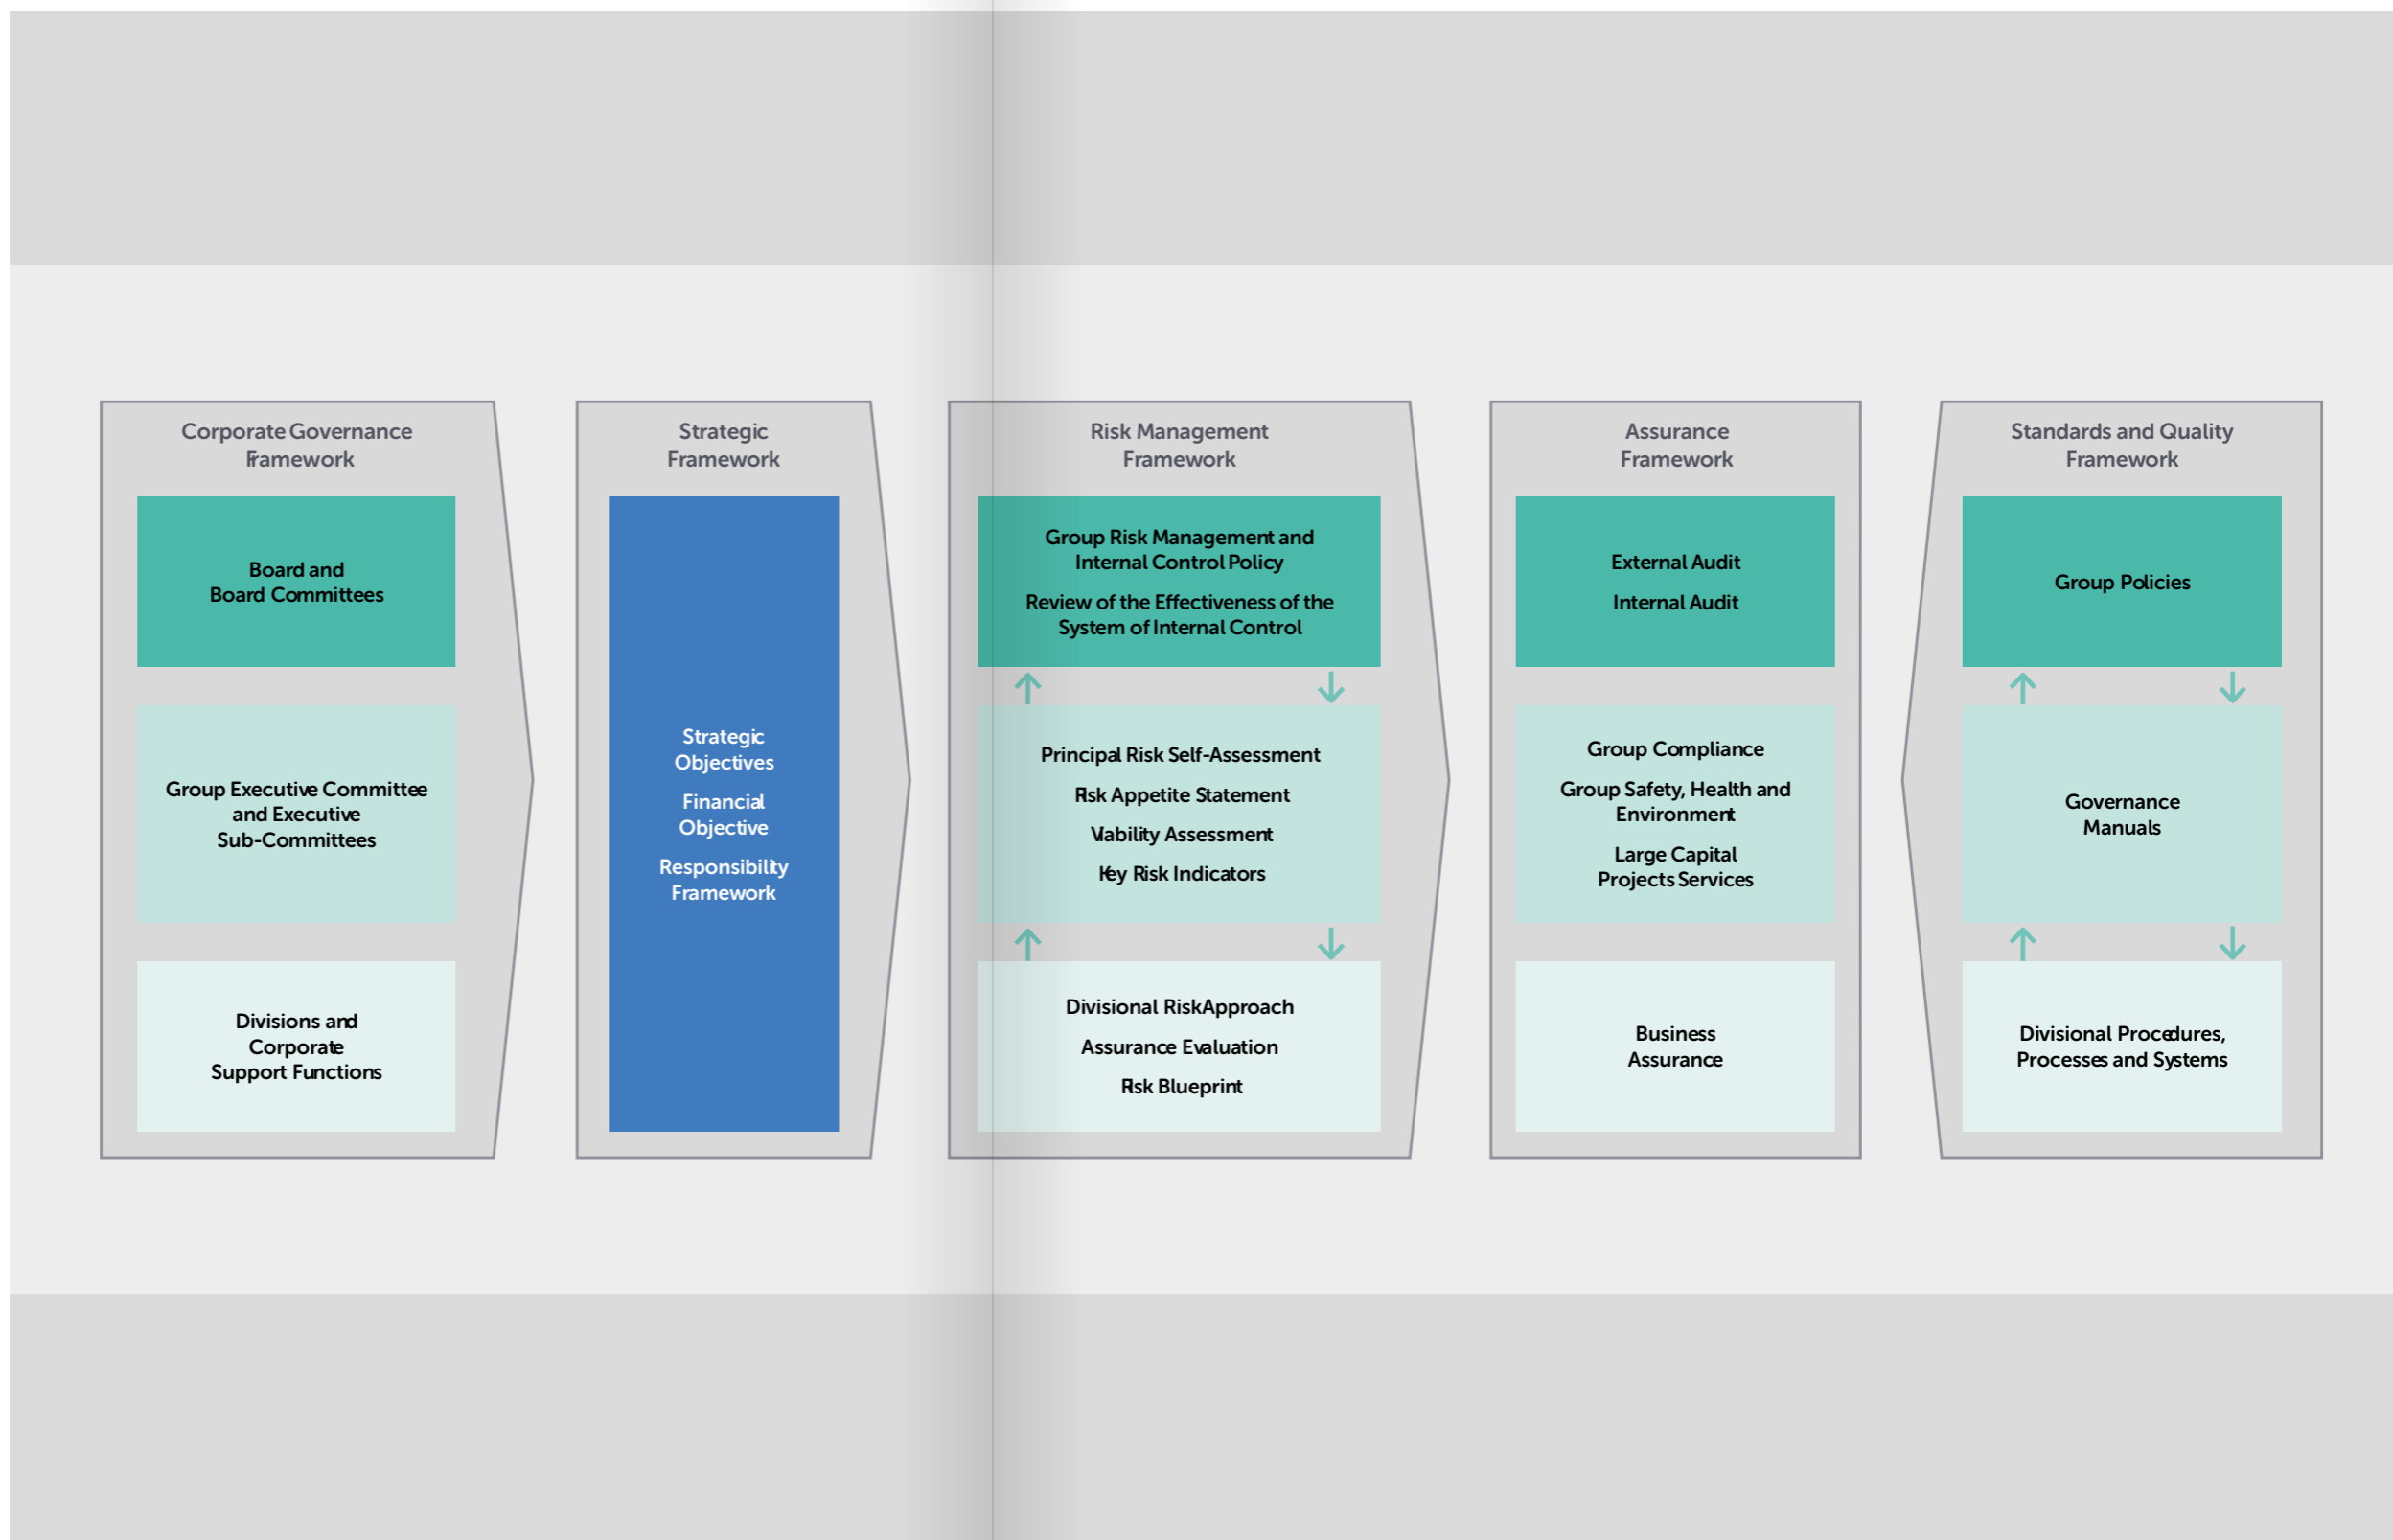 Corporate Governance
Framework
Board and
Board Committees
Group Executive Committee
and Executive
Sub-Committees
Divisions and
Corporate
Support Functions
Strategic
Framework
Strategic
Objectives
Financial
Objective
Responsibility
Framework
Risk Management
Framework
Group Risk Management and
Internal Control Policy
Review of the Effectiveness of the
System of Internal Control
Principal Risk Self-Assessment
Risk Appetite Statement
Viability Assessment
Key Risk Indicators
Divisional Risk Approach
Assurance Evaluation
Risk Blueprint
Assurance
Framework
External Audit
Internal Audit
Group Compliance
Group Safety, Health and
Environment
Large Capital
Projects Services
Business
Assurance
Standards and Quality
Framework
Group Policies
Governance
Manuals
Divisional Procedures,
Processes and Systems